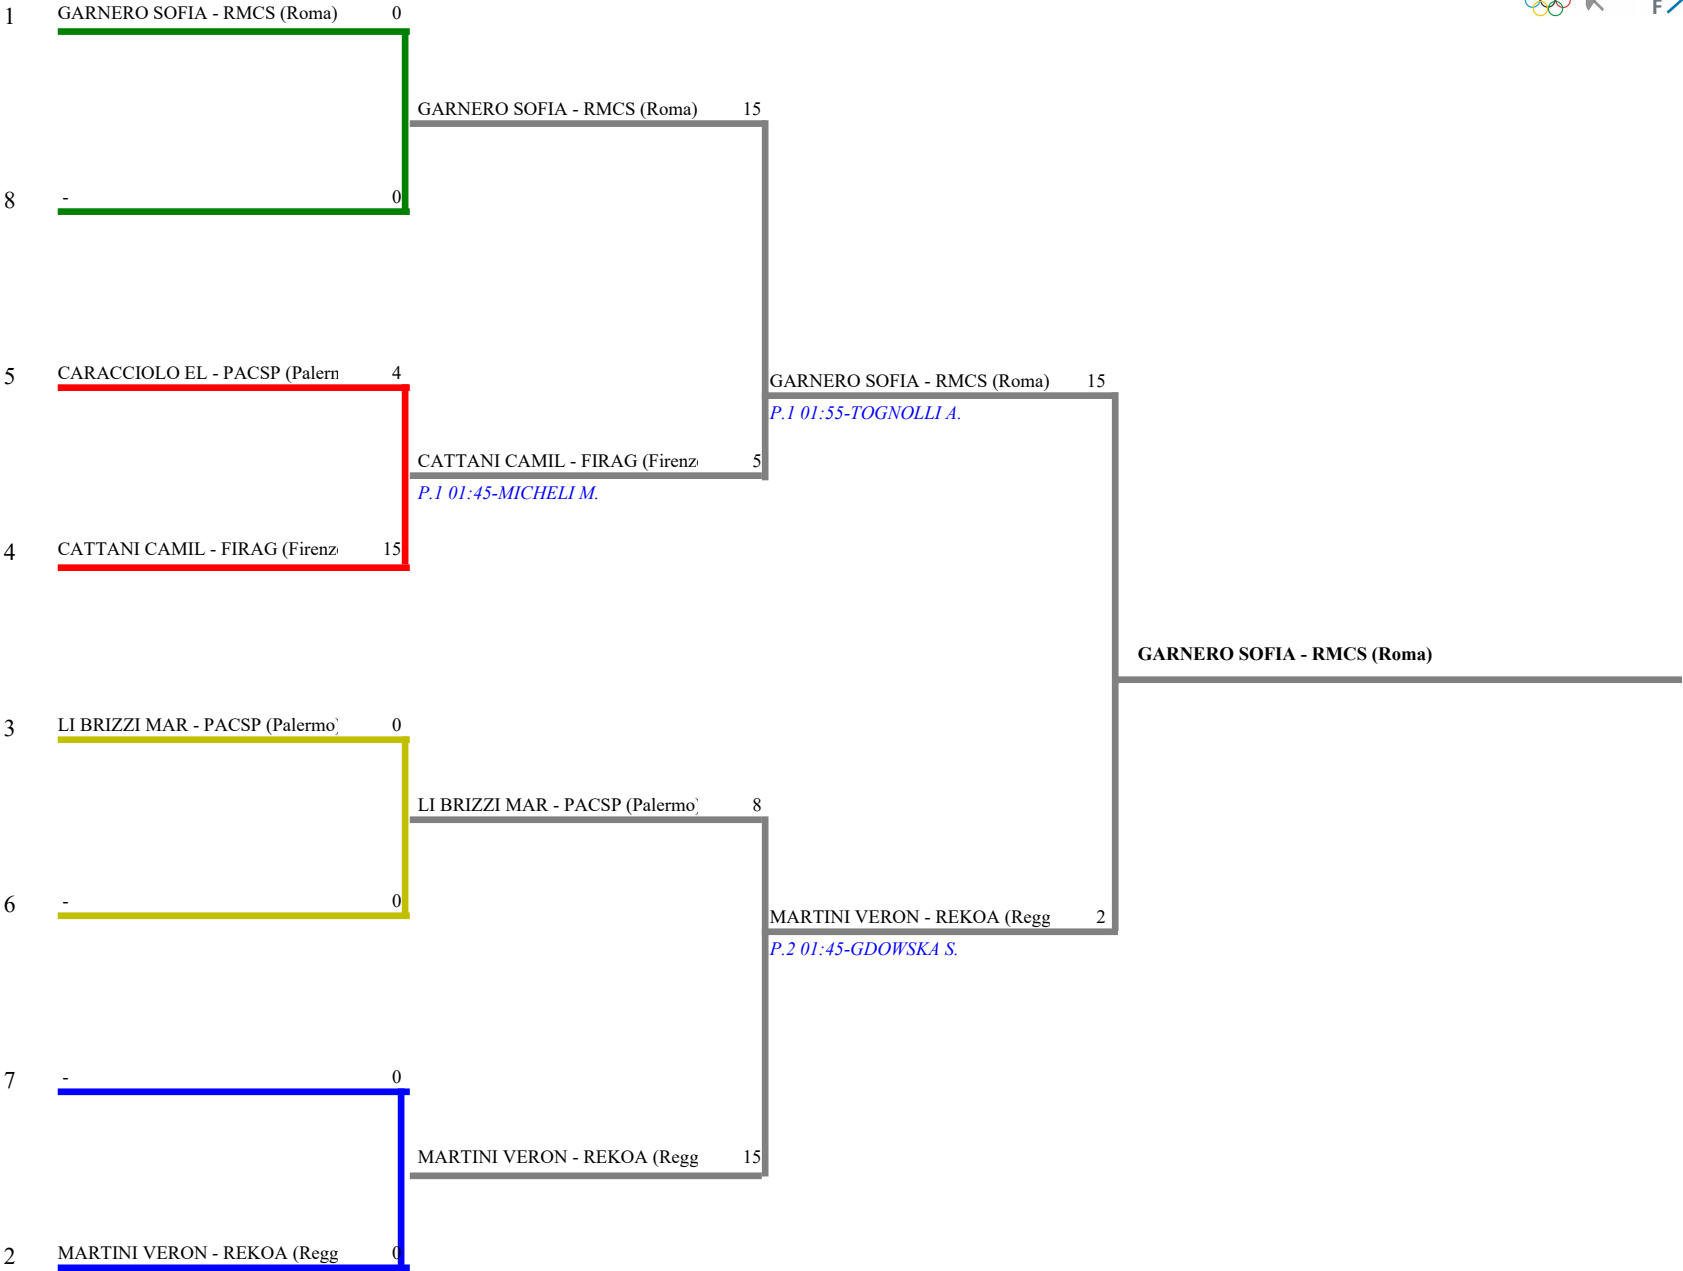 F
1 GARNERO SOFIA - RMCS (Roma) 0
GARNERO SOFIA - RMCS (Roma) 15
8 - 0
5 CARACCIOLO EL - PACSP (Palern 4
GARNERO SOFIA - RMCS (Roma) 15
P.1 01:55-TOGNOLLI A.
CATTANI CAMIL - FIRAG (Firenz 5
P.1 01:45-MICHELI M.
4 CATTANI CAMIL - FIRAG (Firenz 15
GARNERO SOFIA - RMCS (Roma)
3 LI BRIZZI MAR - PACSP (Palermo) 0
LI BRIZZI MAR - PACSP (Palermo) 8
6 - 0
MARTINI VERON - REKOA (Regg 2
P.2 01:45-GDOWSKA S.
7 - 0
MARTINI VERON - REKOA (Regg 15
2 MARTINI VERON - REKOA (Regg 0